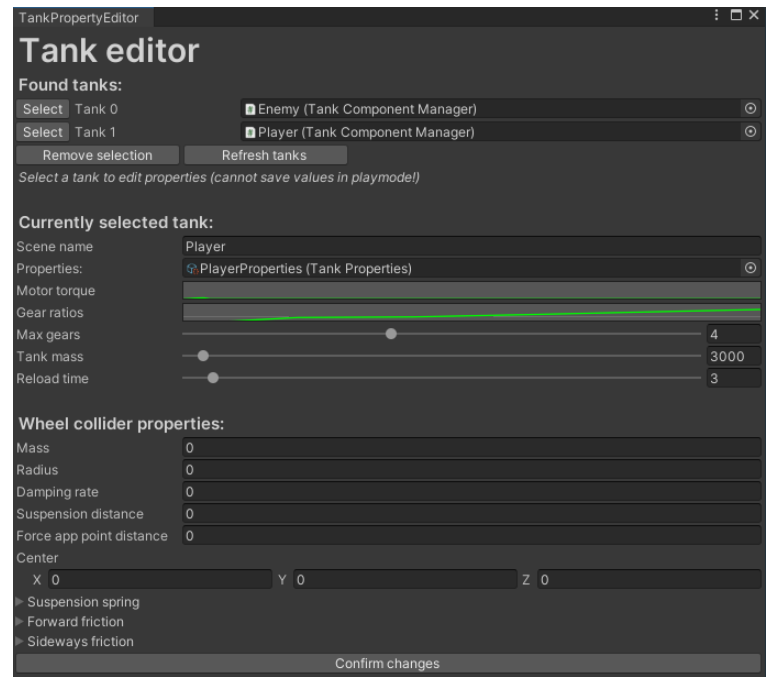 TankPropertyEditor
Tank editor
Found tanks:
Select Tank 0 Enemy (Tank Component Manager)
Select Tank 1 Player (Tank Component Manager)
Remove selection Refresh tanks
Select a tank to edit properties (cannot save values in playmode!)
Currently selected tank:
Scene name Player
Properties: PlayerProperties (Tank Properties)
Motor torque
Gear ratios
Max gears 4
Tank mass 3000
Reload time 3
Wheel collider properties:
Mass 0
Radius 0
Damping rate 0
Suspension distance 0
Force app point distance 0
Center
X 0 Y 0 Z 0
Suspension spring
Forward friction
Sideways friction
Confirm changes